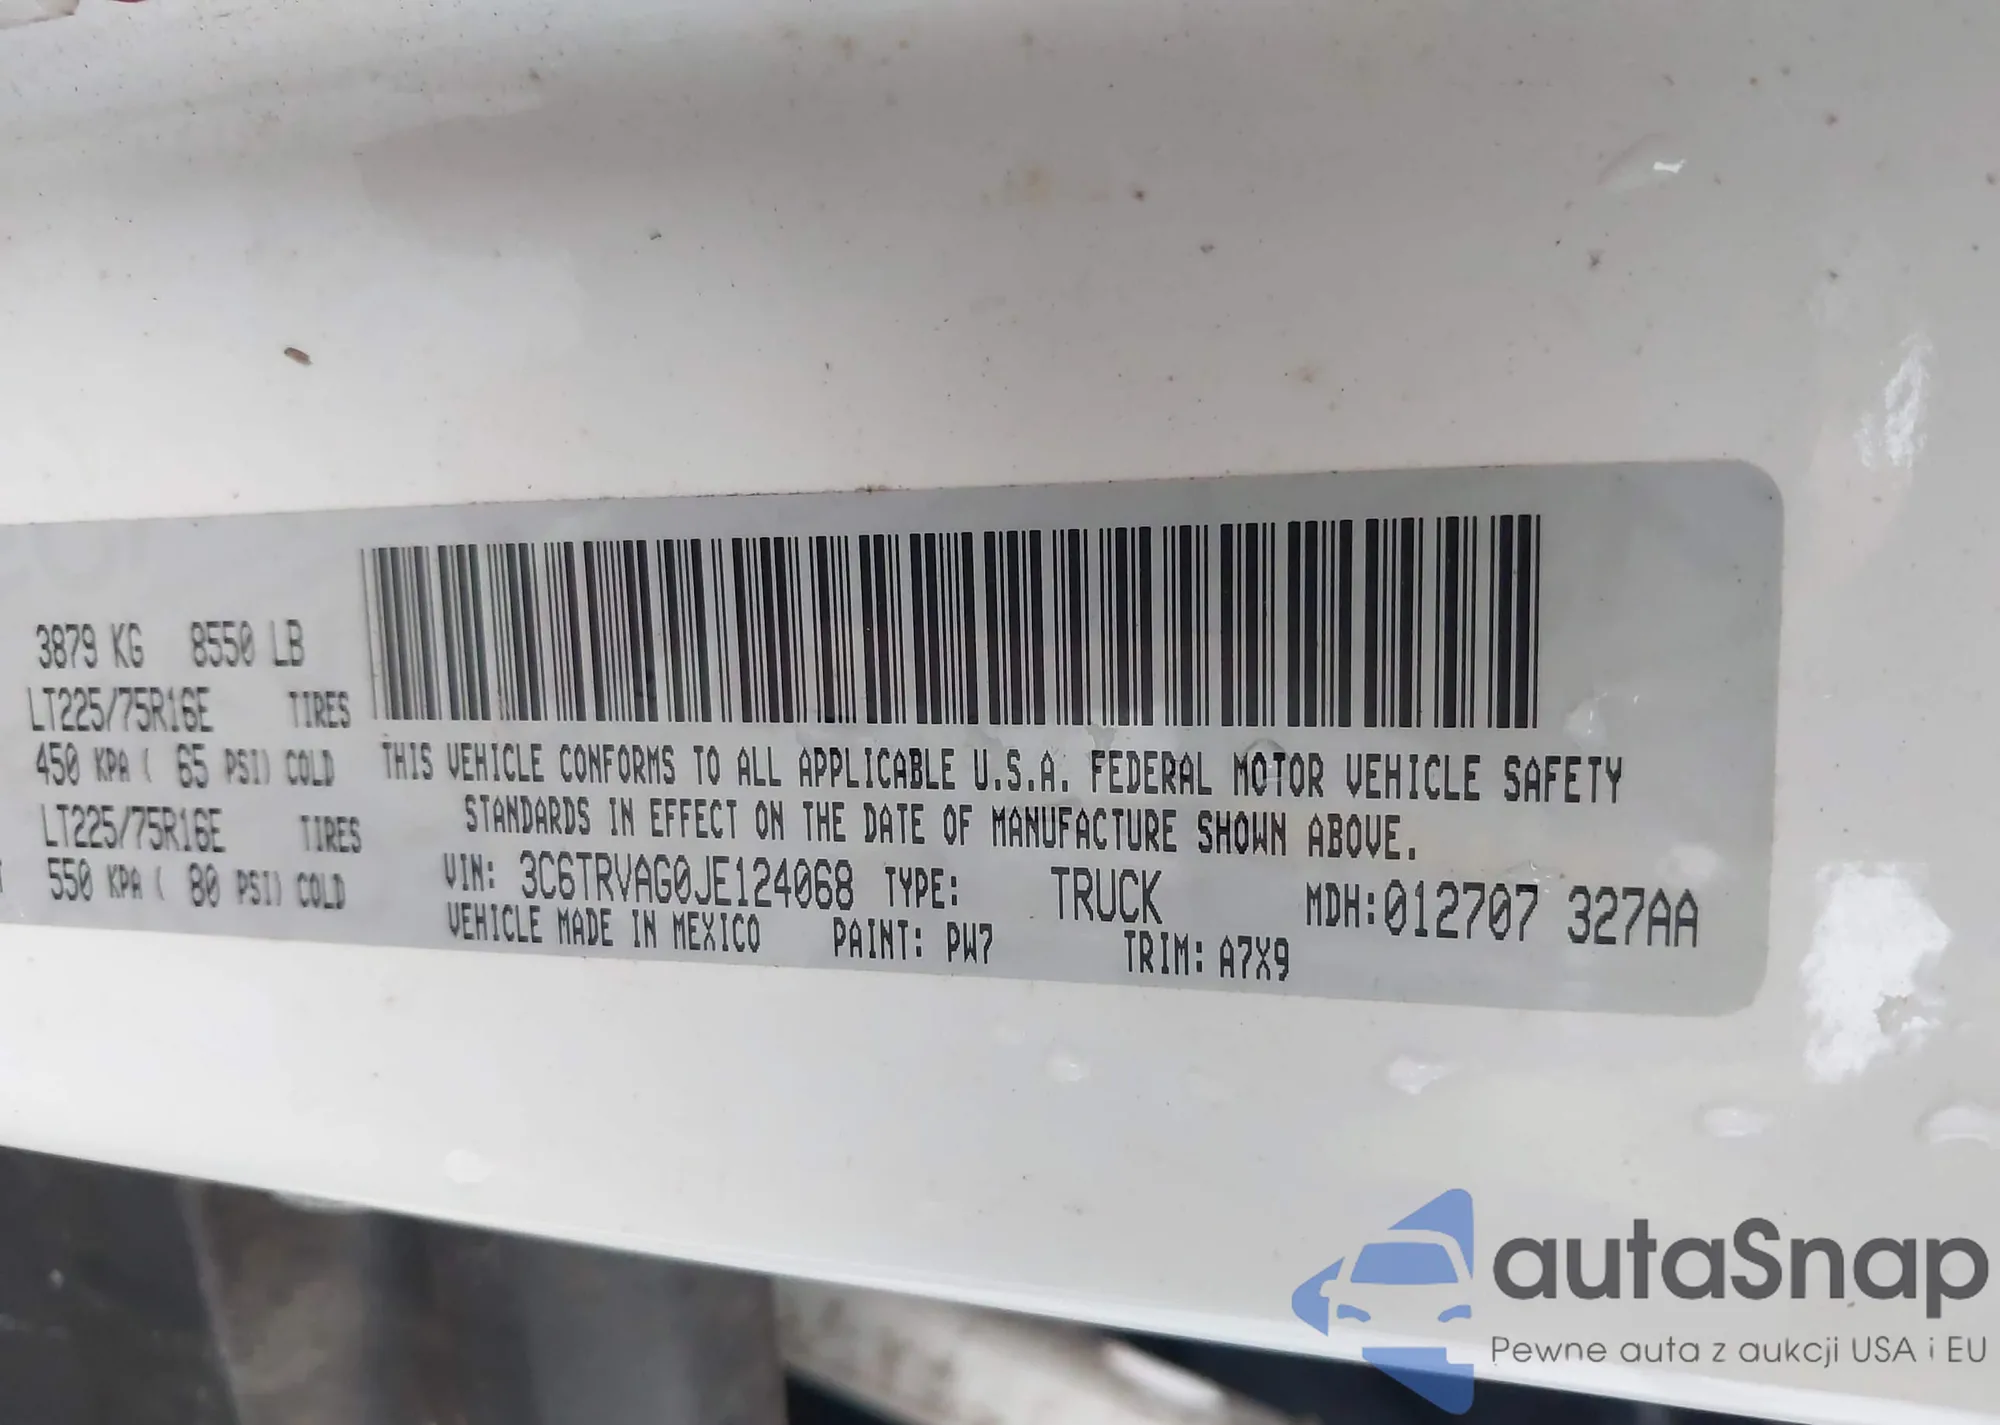 3879 KG 8550 LB
LT225/75R16E TIRES
450 KPA ( 65 PSI) COLD
LT225/75R16E TIRES
550 KPA ( 80 PSI) COLD
THIS VEHICLE CONFORMS TO ALL APPLICABLE U.S.A. FEDERAL MOTOR VEHICLE SAFETY
STANDARDS IN EFFECT ON THE DATE OF MANUFACTURE SHOWN ABOVE.
VIN: 3C6TRVAG0JE124068 TYPE: TRUCK MDH:012707 327AA
VEHICLE MADE IN MEXICO PAINT: PW7 TRIM: A7X9
autaSnap
Pewne auta z aukcji USA i EU